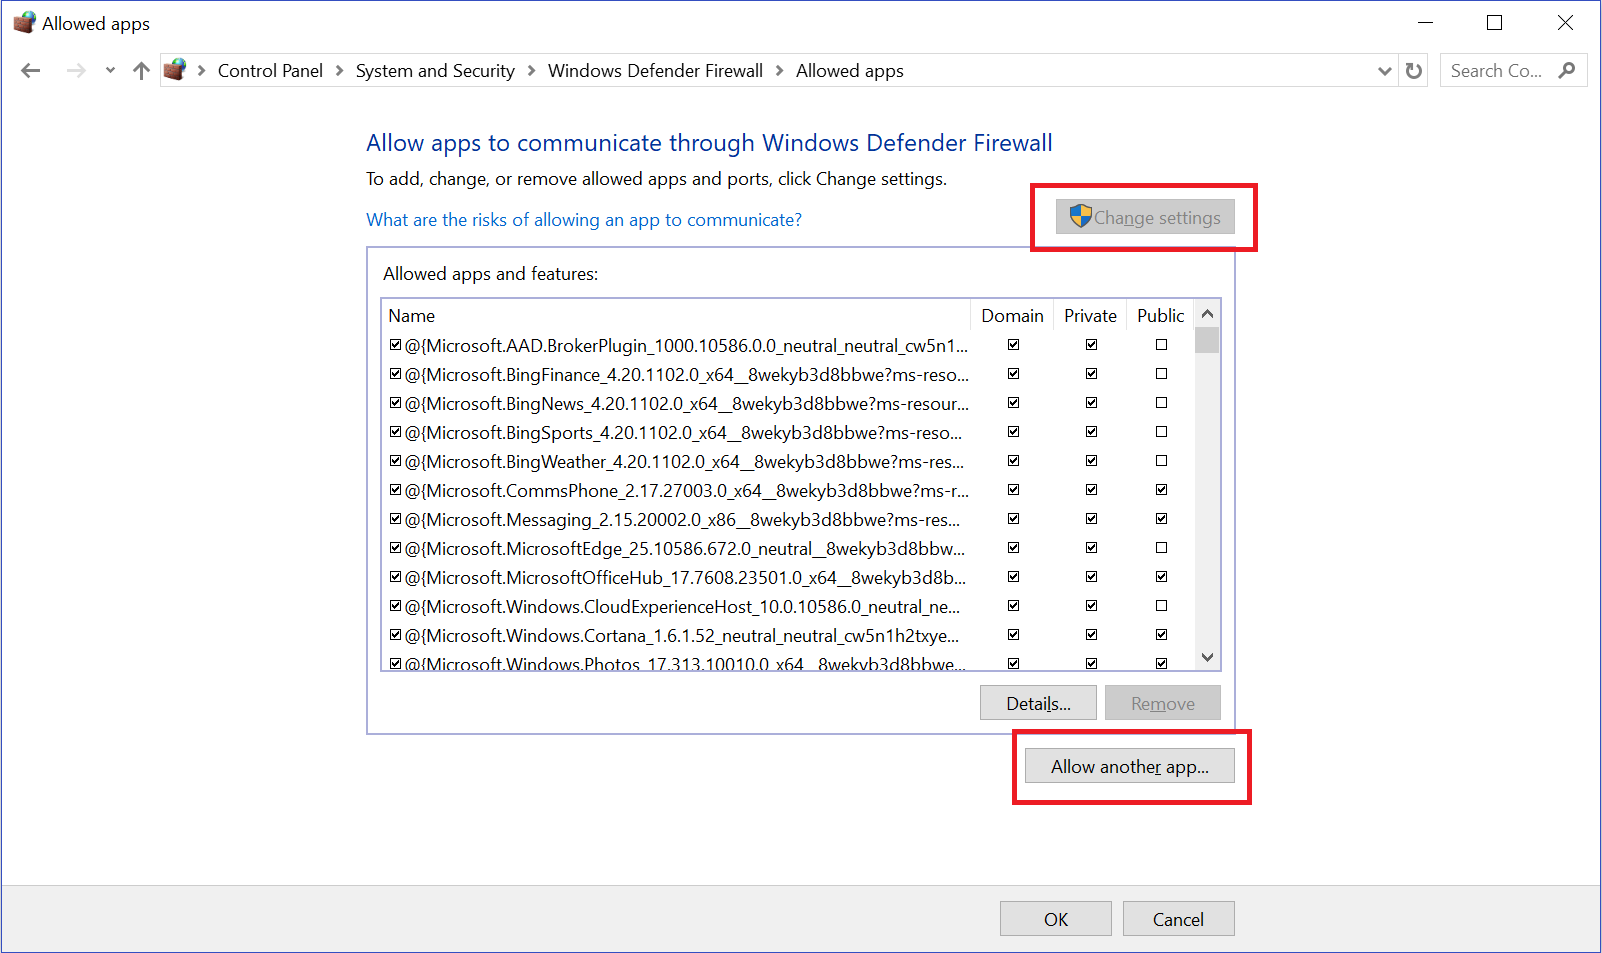 Allowed apps
Control Panel > System and Security > Windows Defender Firewall > Allowed apps
Search Co...
Allow apps to communicate through Windows Defender Firewall
To add, change, or remove allowed apps and ports, click Change settings.
What are the risks of allowing an app to communicate?
Change settings
Allowed apps and features:
Name Domain Private Public
@{Microsoft.AAD.BrokerPlugin_1000.10586.0.0_neutral_neutral_cw5n1...
@{Microsoft.BingFinance_4.20.1102.0_x64__8wekyb3d8bbwe?ms-reso...
@{Microsoft.BingNews_4.20.1102.0_x64__8wekyb3d8bbwe?ms-resour...
@{Microsoft.BingSports_4.20.1102.0_x64__8wekyb3d8bbwe?ms-reso...
@{Microsoft.BingWeather_4.20.1102.0_x64__8wekyb3d8bbwe?ms-res...
@{Microsoft.CommsPhone_2.17.27003.0_x64__8wekyb3d8bbwe?ms-r...
@{Microsoft.Messaging_2.15.20002.0_x86__8wekyb3d8bbwe?ms-res...
@{Microsoft.MicrosoftEdge_25.10586.672.0_neutral__8wekyb3d8bbw...
@{Microsoft.MicrosoftOfficeHub_17.7608.23501.0_x64__8wekyb3d8b...
@{Microsoft.Windows.CloudExperienceHost_10.0.10586.0_neutral_ne...
@{Microsoft.Windows.Cortana_1.6.1.52_neutral_neutral_cw5n1h2txye...
@{Microsoft.Windows.Photos_17.313.10010.0_x64__8wekyb3d8bbwe...
Details... Remove
Allow another app...
OK Cancel